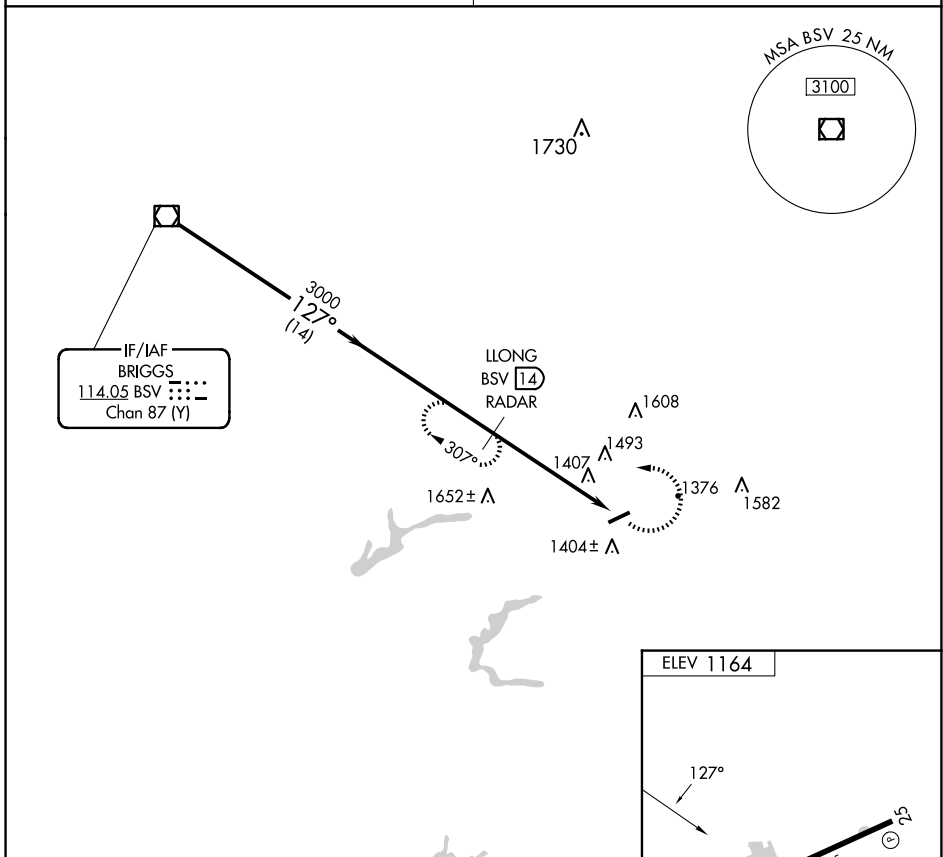 MSA BSV 25 NM
3100
1730
3000
127°
(14)
IF/IAF
BRIGGS
114.05 BSV
Chan 87 (Y)
LLONG
BSV 14
RADAR
307°
1608
1493
1407
1376
1582
1652±
1404±
ELEV 1164
127°
25
P